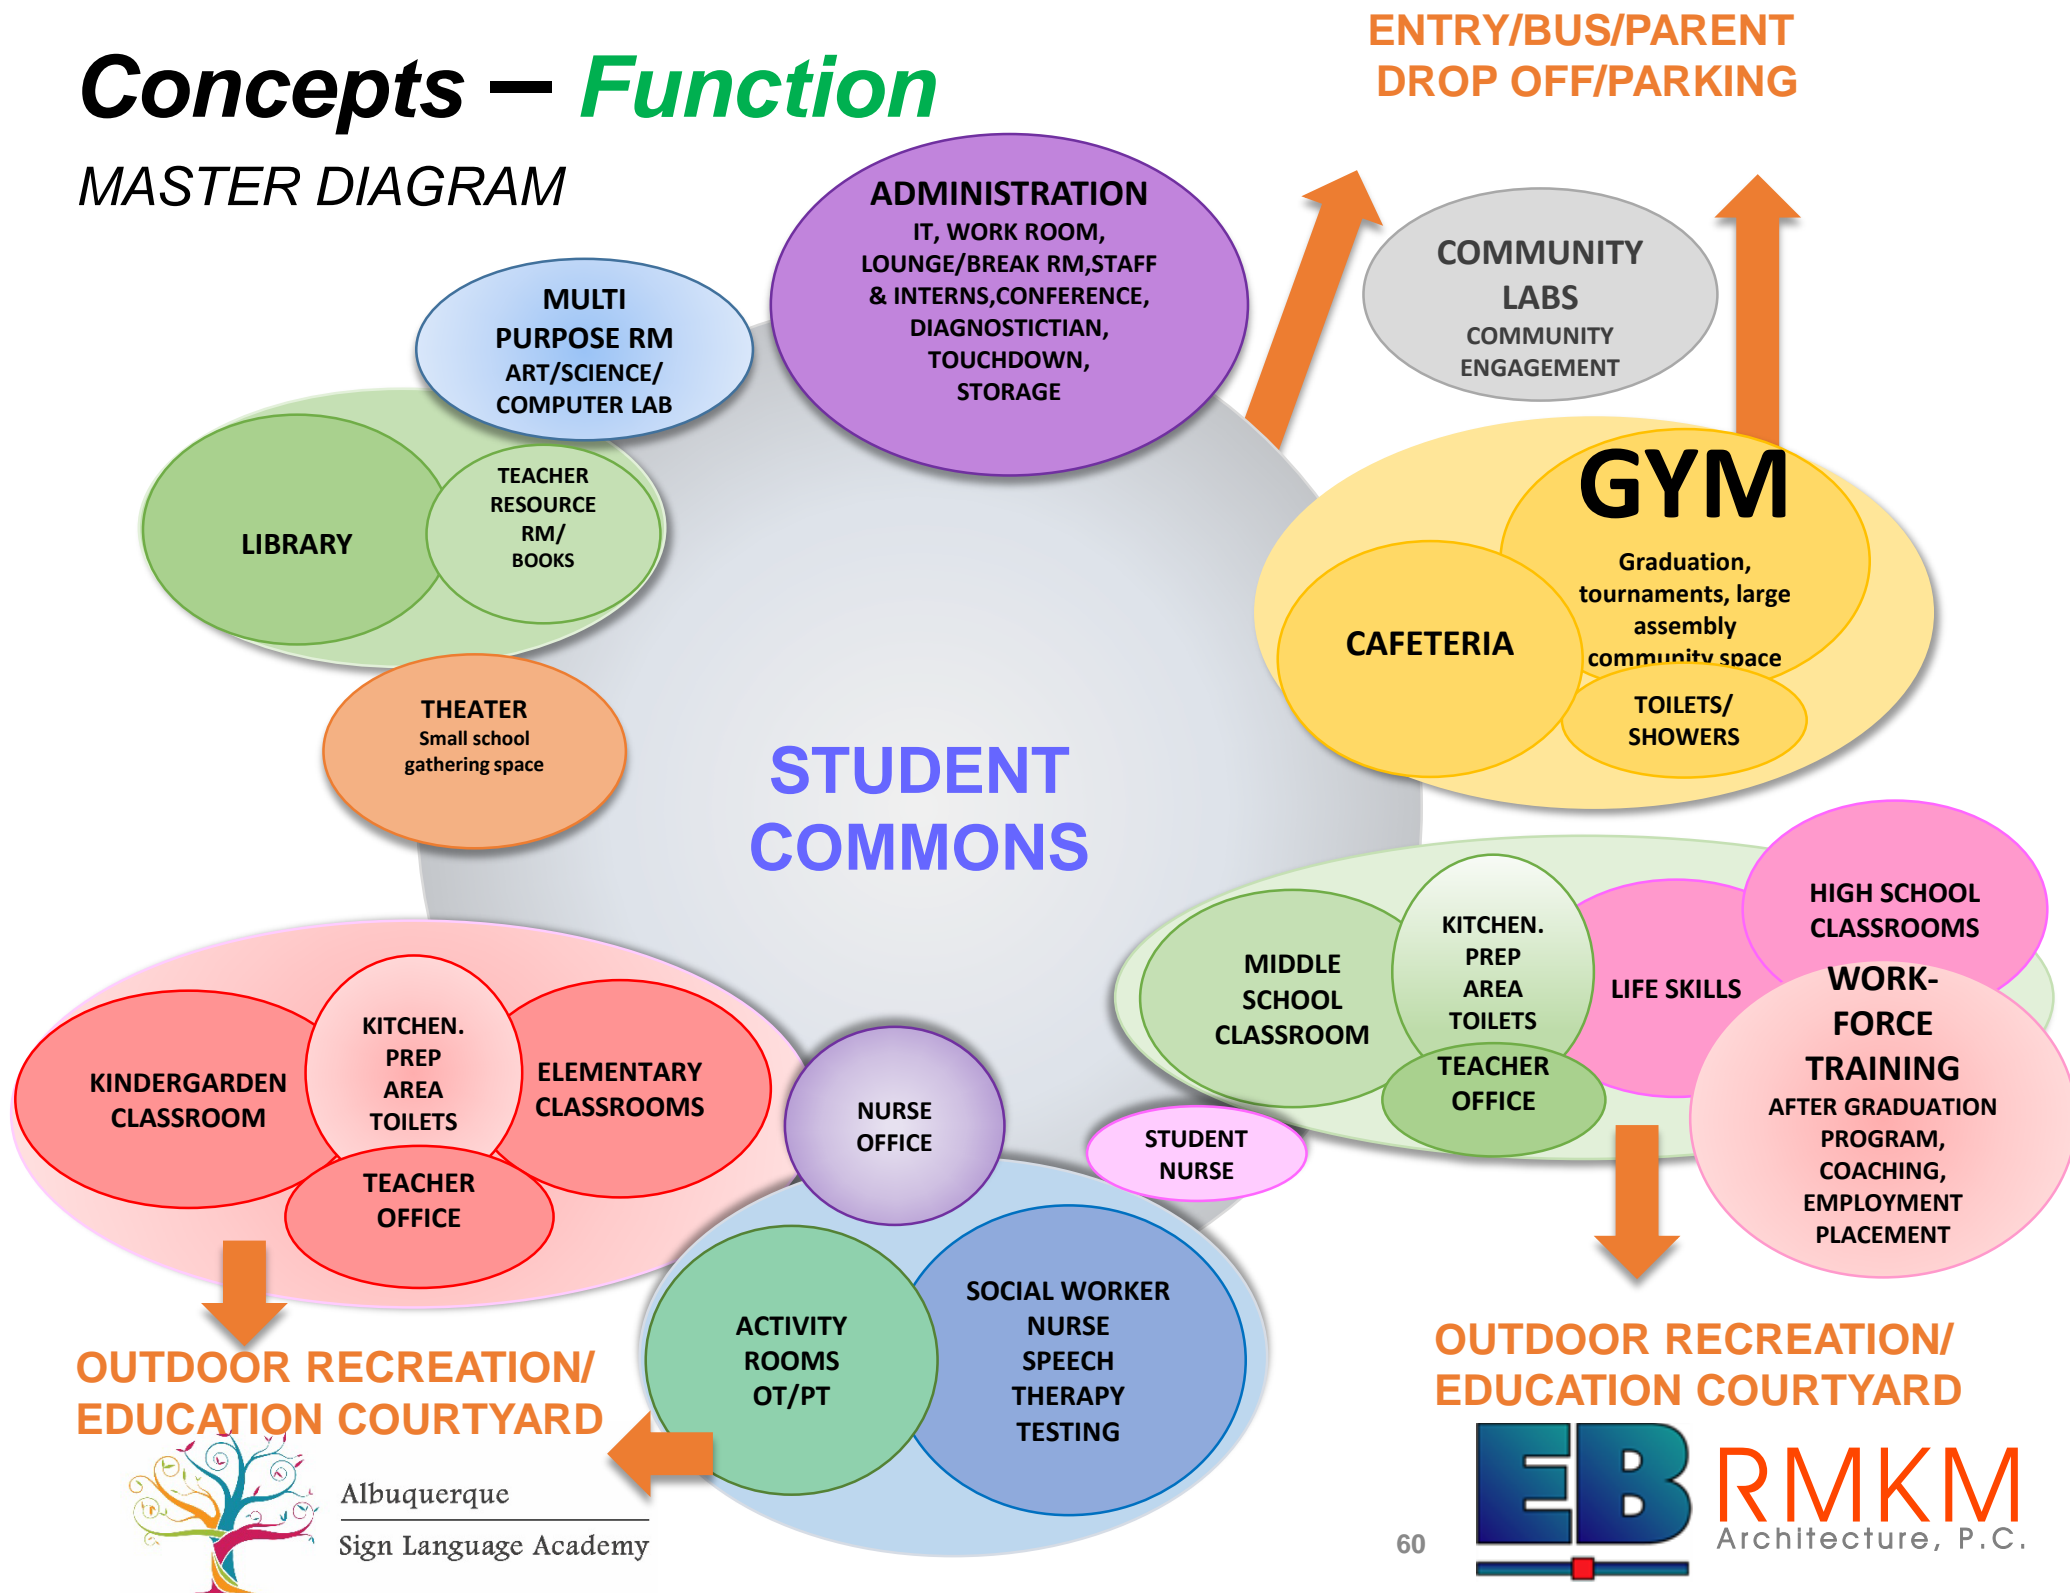 Concepts – Function
MASTER DIAGRAM
ENTRY/BUS/PARENT
DROP OFF/PARKING
ADMINISTRATION
IT, WORK ROOM,
LOUNGE/BREAK RM,STAFF
& INTERNS,CONFERENCE,
DIAGNOSTICTIAN,
TOUCHDOWN,
STORAGE
COMMUNITY
LABS
COMMUNITY
ENGAGEMENT
MULTI
PURPOSE RM
ART/SCIENCE/
COMPUTER LAB
LIBRARY
TEACHER
RESOURCE
RM/
BOOKS
GYM
Graduation,
tournaments, large
assembly
community space
CAFETERIA
TOILETS/
SHOWERS
THEATER
Small school
gathering space
STUDENT
COMMONS
MIDDLE
SCHOOL
CLASSROOM
KITCHEN.
PREP
AREA
TOILETS
TEACHER
OFFICE
LIFE SKILLS
HIGH SCHOOL
CLASSROOMS
WORK-
FORCE
TRAINING
AFTER GRADUATION
PROGRAM,
COACHING,
EMPLOYMENT
PLACEMENT
KINDERGARDEN
CLASSROOM
KITCHEN.
PREP
AREA
TOILETS
ELEMENTARY
CLASSROOMS
TEACHER
OFFICE
NURSE
OFFICE
STUDENT
NURSE
ACTIVITY
ROOMS
OT/PT
SOCIAL WORKER
NURSE
SPEECH
THERAPY
TESTING
OUTDOOR RECREATION/
EDUCATION COURTYARD
OUTDOOR RECREATION/
EDUCATION COURTYARD
Albuquerque
Sign Language Academy
60
EB
RMKM
Architecture, P.C.